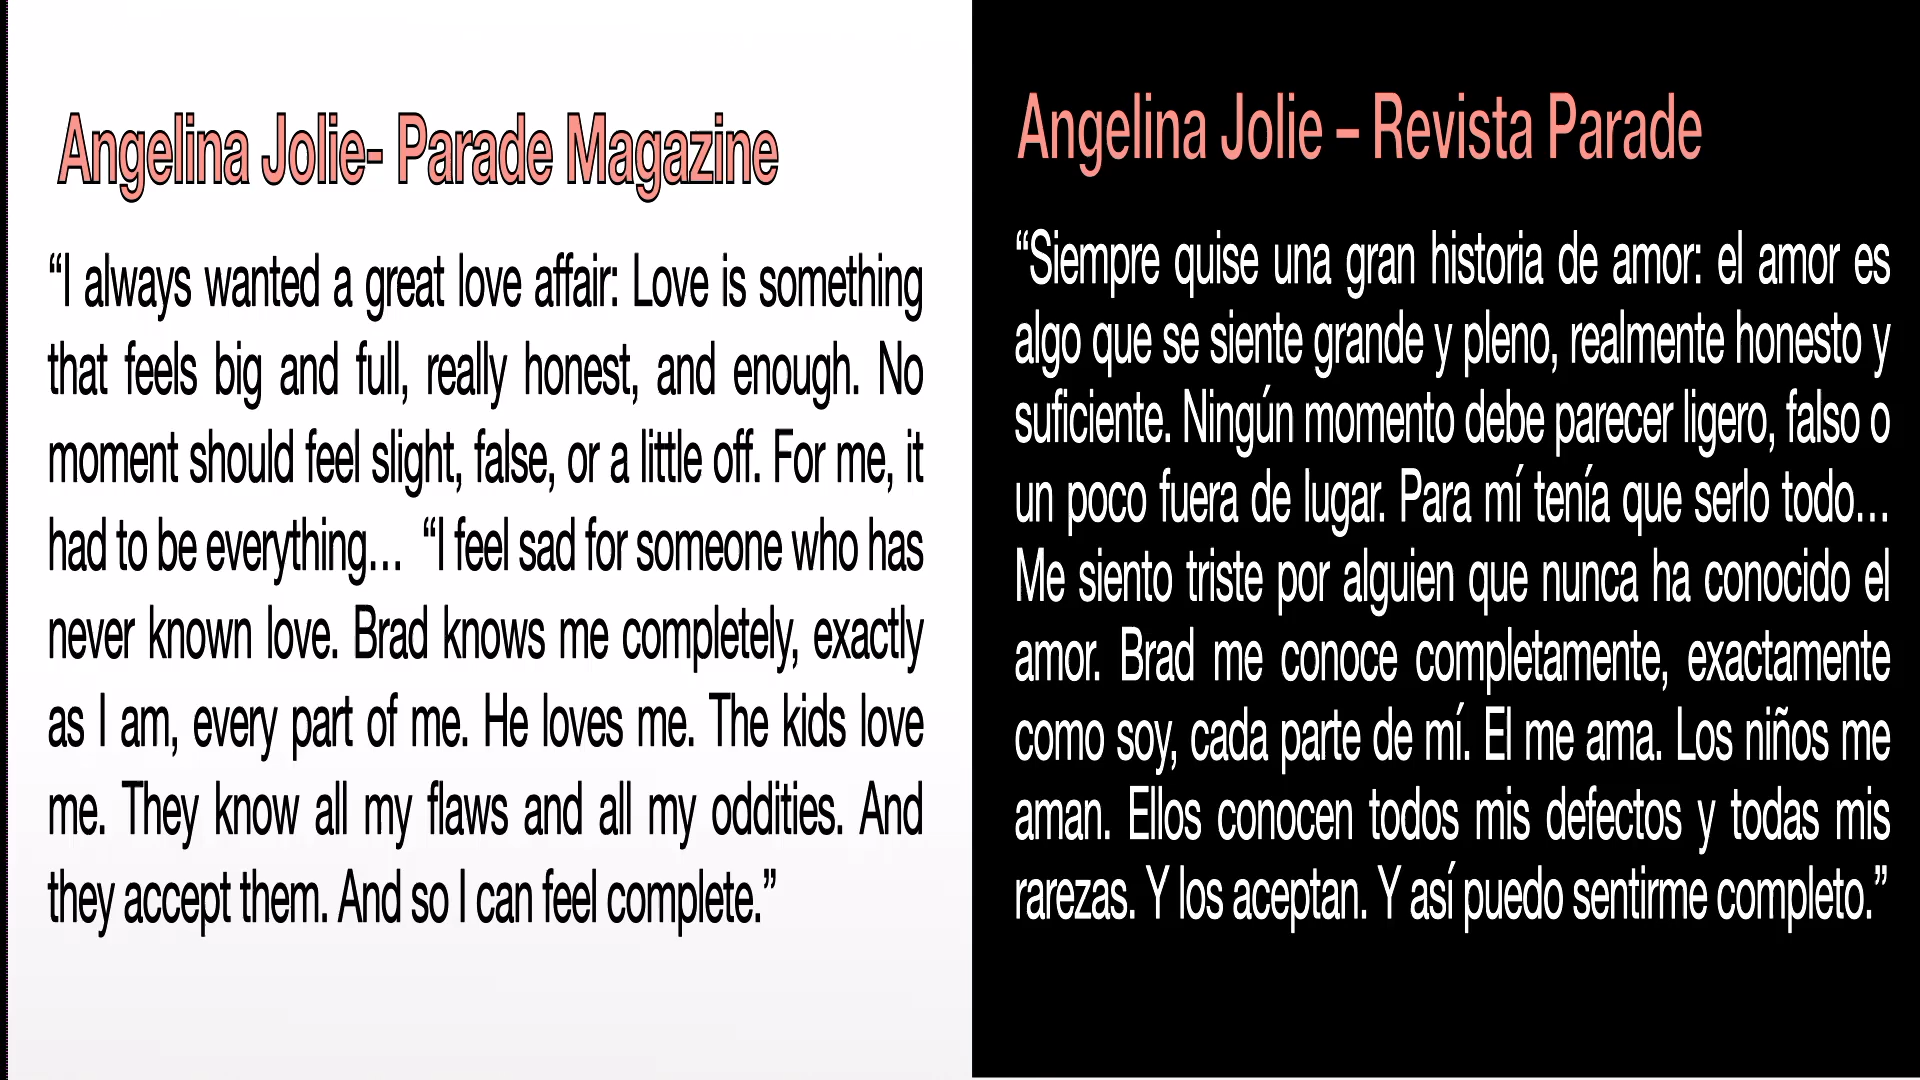 Angelina Jolie- Parade Magazine
“I always wanted a great love affair: Love is something
that feels big and full, really honest, and enough. No
moment should feel slight, false, or a little off. For me, it
had to be everything… “I feel sad for someone who has
never known love. Brad knows me completely, exactly
as I am, every part of me. He loves me. The kids love
me. They know all my flaws and all my oddities. And
they accept them. And so I can feel complete.”
Angelina Jolie – Revista Parade
“Siempre quise una gran historia de amor: el amor es
algo que se siente grande y pleno, realmente honesto y
suficiente. Ningún momento debe parecer ligero, falso o
un poco fuera de lugar. Para mí tenía que serlo todo…
Me siento triste por alguien que nunca ha conocido el
amor. Brad me conoce completamente, exactamente
como soy, cada parte de mí. El me ama. Los niños me
aman. Ellos conocen todos mis defectos y todas mis
rarezas. Y los aceptan. Y así puedo sentirme completo.”